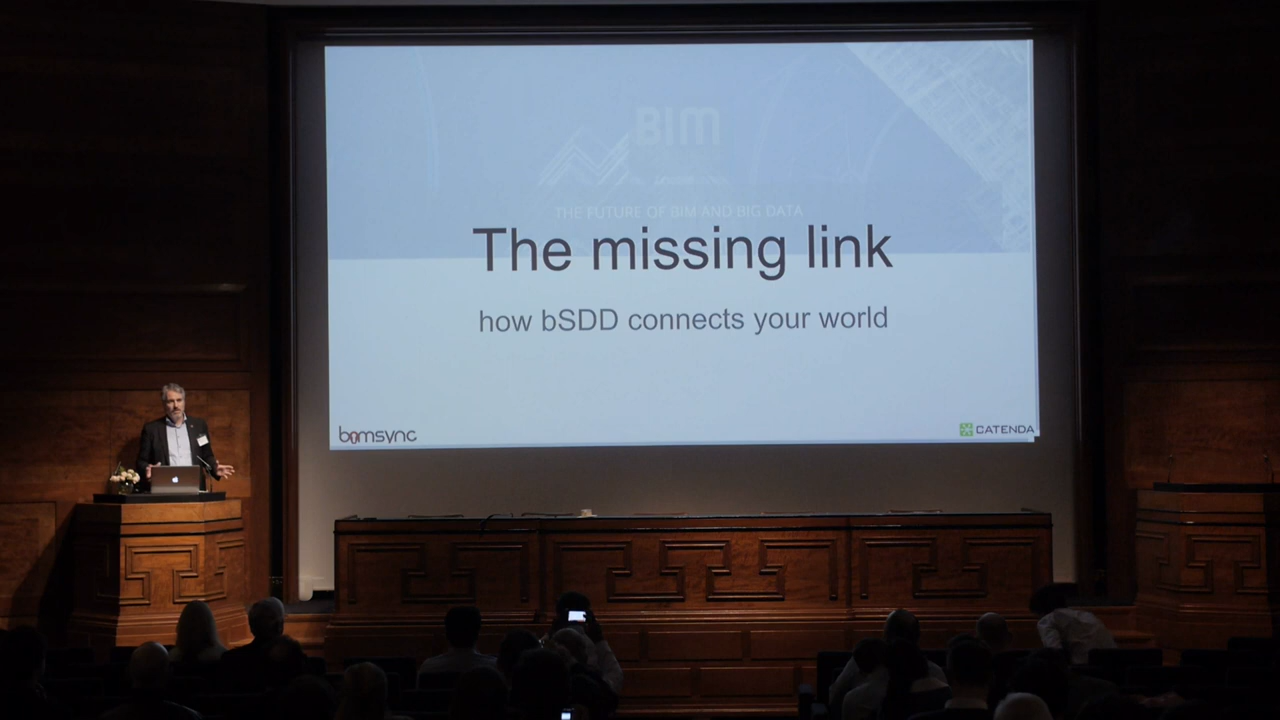 BIM
THE FUTURE OF BIM AND BIG DATA
The missing link
how bSDD connects your world
bimsync
CATENDA